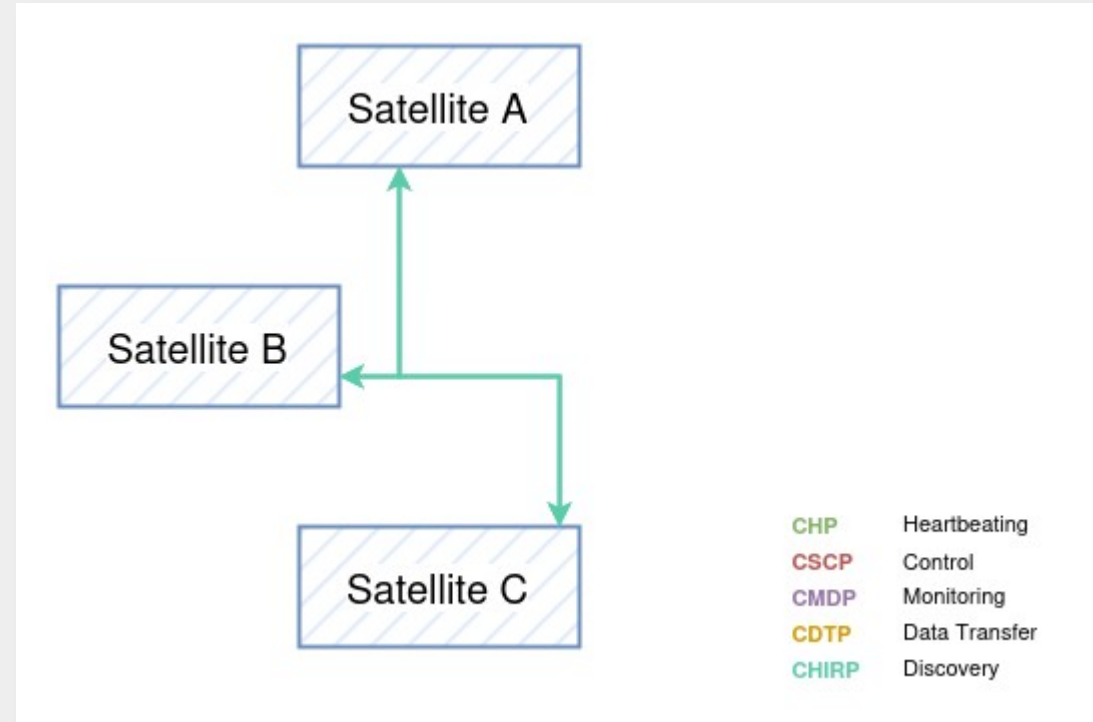 Satellite A
Satellite B
Satellite C
CHP Heartbeating
CSCP Control
CMDP Monitoring
CDTP Data Transfer
CHIRP Discovery